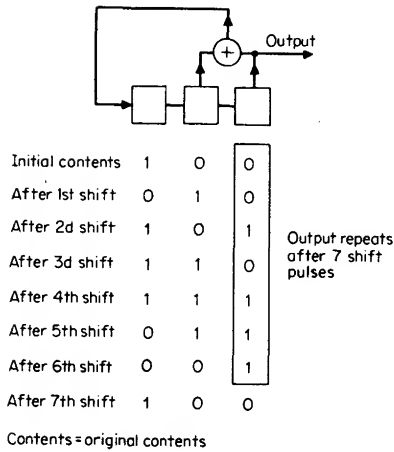 Output
+
Initial contents 1 0 0
After 1st shift 0 1 0
After 2d shift 1 0 1
After 3d shift 1 1 0
After 4th shift 1 1 1
After 5th shift 0 1 1
After 6th shift 0 0 1
After 7th shift 1 0 0
Output repeats
after 7 shift
pulses
Contents = original contents